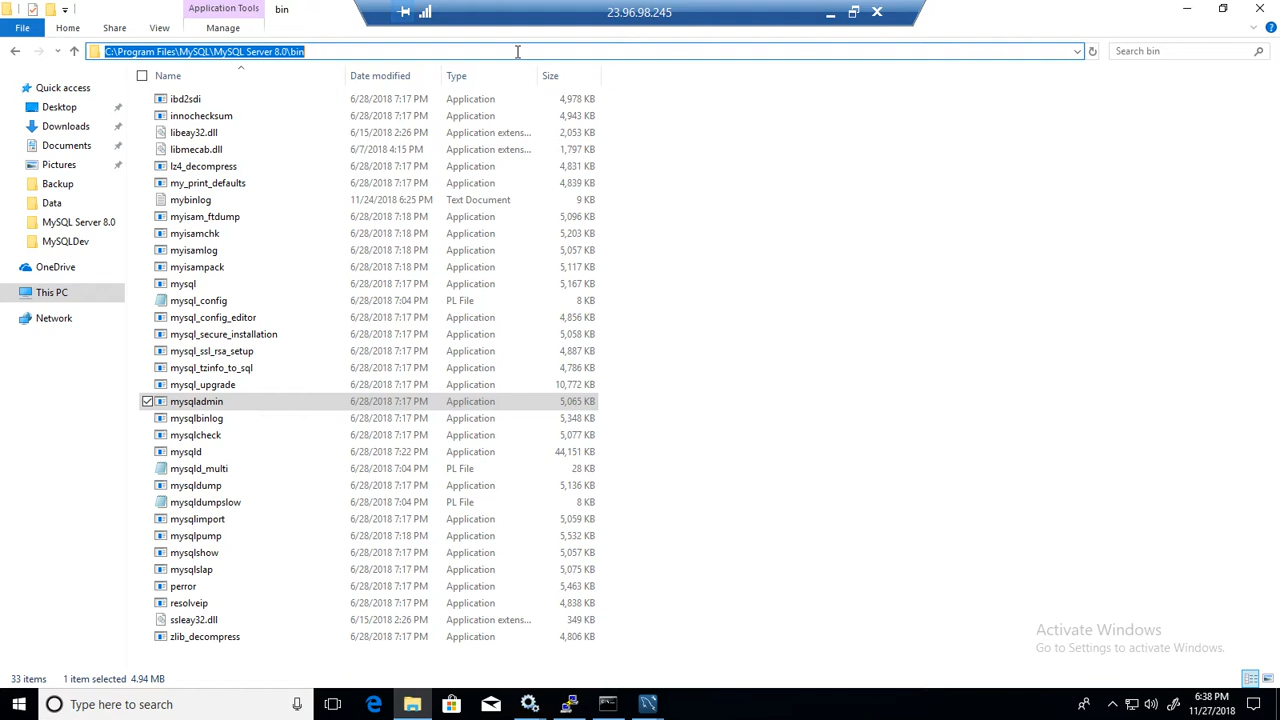 Application Tools
bin
23.96.98.245
File
Home
Share
View
Manage
C:\Program Files\MySQL\MySQL Server 8.0\bin
Search bin
Name
Date modified
Type
Size
Quick access
Desktop
Downloads
Documents
Pictures
Backup
Data
MySQL Server 8.0
MySQLDev
OneDrive
This PC
Network
ibd2sdi 6/28/2018 7:17 PM Application 4,978 KB
innochecksum 6/28/2018 7:17 PM Application 4,943 KB
libeay32.dll 6/15/2018 2:26 PM Application extens... 2,053 KB
libmecab.dll 6/7/2018 4:15 PM Application extens... 1,797 KB
lz4_decompress 6/28/2018 7:17 PM Application 4,831 KB
my_print_defaults 6/28/2018 7:17 PM Application 4,839 KB
mybinlog 11/24/2018 6:25 PM Text Document 9 KB
myisam_ftdump 6/28/2018 7:18 PM Application 5,096 KB
myisamchk 6/28/2018 7:18 PM Application 5,203 KB
myisamlog 6/28/2018 7:18 PM Application 5,057 KB
myisampack 6/28/2018 7:18 PM Application 5,117 KB
mysql 6/28/2018 7:17 PM Application 5,167 KB
mysql_config 6/28/2018 7:04 PM PL File 8 KB
mysql_config_editor 6/28/2018 7:17 PM Application 4,856 KB
mysql_secure_installation 6/28/2018 7:17 PM Application 5,058 KB
mysql_ssl_rsa_setup 6/28/2018 7:17 PM Application 4,887 KB
mysql_tzinfo_to_sql 6/28/2018 7:17 PM Application 4,786 KB
mysql_upgrade 6/28/2018 7:17 PM Application 10,772 KB
mysqladmin 6/28/2018 7:17 PM Application 5,065 KB
mysqlbinlog 6/28/2018 7:17 PM Application 5,348 KB
mysqlcheck 6/28/2018 7:17 PM Application 5,077 KB
mysqld 6/28/2018 7:22 PM Application 44,151 KB
mysqld_multi 6/28/2018 7:04 PM PL File 28 KB
mysqldump 6/28/2018 7:17 PM Application 5,136 KB
mysqldumpslow 6/28/2018 7:04 PM PL File 8 KB
mysqlimport 6/28/2018 7:17 PM Application 5,059 KB
mysqlpump 6/28/2018 7:18 PM Application 5,532 KB
mysqlshow 6/28/2018 7:17 PM Application 5,057 KB
mysqlslap 6/28/2018 7:17 PM Application 5,075 KB
perror 6/28/2018 7:17 PM Application 5,463 KB
resolveip 6/28/2018 7:17 PM Application 4,838 KB
ssleay32.dll 6/15/2018 2:26 PM Application extens... 349 KB
zlib_decompress 6/28/2018 7:17 PM Application 4,806 KB
Activate Windows
Go to Settings to activate Windows.
33 items 1 item selected 4.94 MB
Type here to search
6:38 PM
11/27/2018